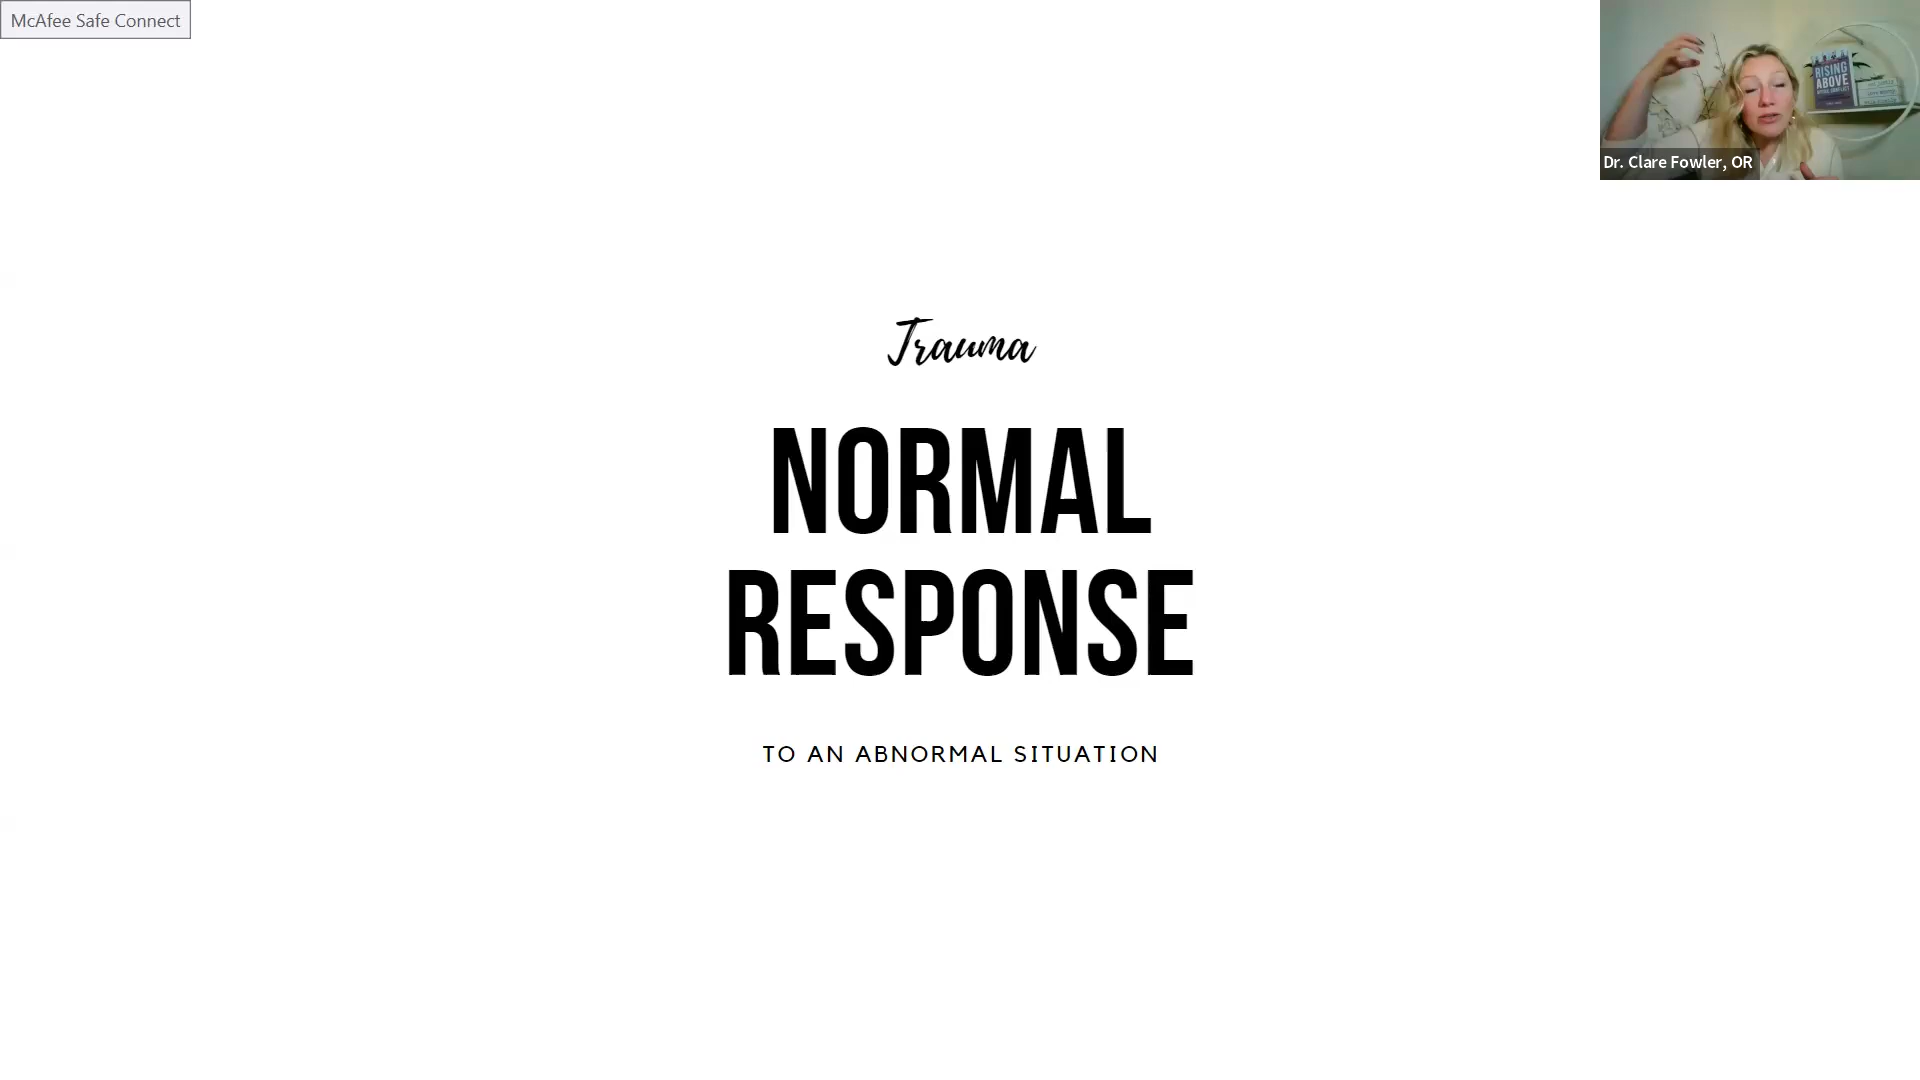 McAfee Safe Connect
RISING
ABOVE
Dr. Clare Fowler, OR
Trauma
NORMAL
RESPONSE
TO AN ABNORMAL SITUATION